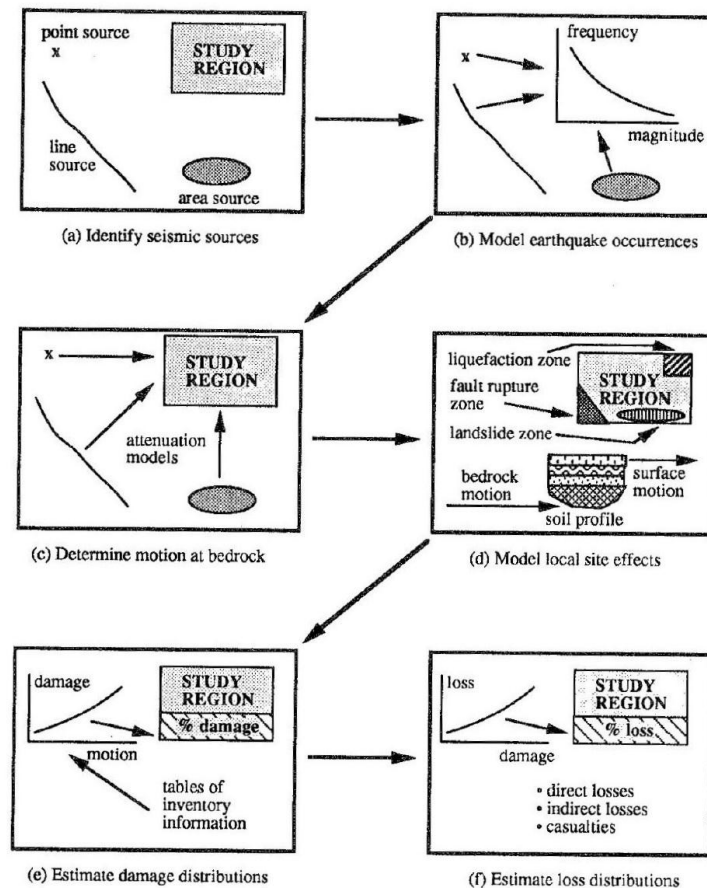 point source
x
STUDY
REGION
line
source
area source
(a) Identify seismic sources
frequency
x
magnitude
(b) Model earthquake occurrences
x
STUDY
REGION
attenuation
models
(c) Determine motion at bedrock
liquefaction zone
fault rupture
zone
STUDY
REGION
landslide zone
bedrock
motion
surface
motion
soil profile
(d) Model local site effects
damage
STUDY
REGION
% damage
motion
tables of
inventory
information
(e) Estimate damage distributions
loss
STUDY
REGION
% loss
damage
• direct losses
• indirect losses
• casualties
(f) Estimate loss distributions